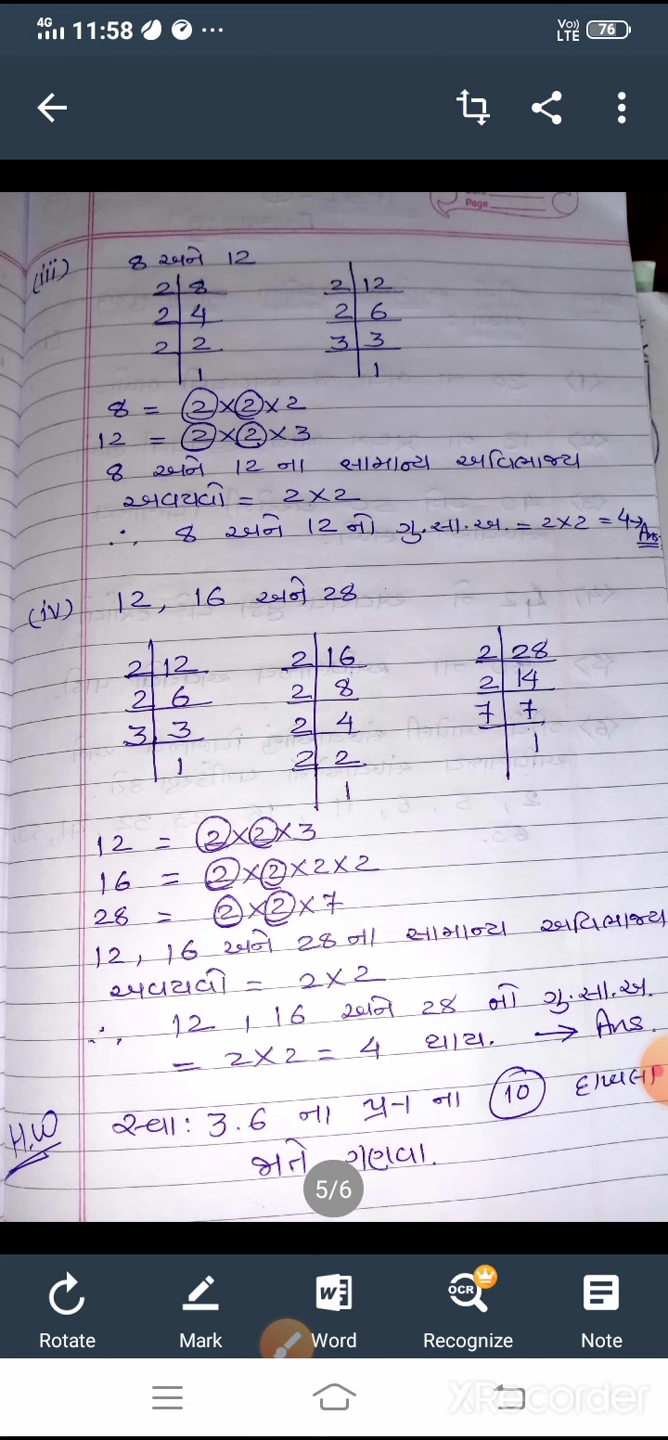 4G 11:58 ... Vo)) LTE 76
Page
(iii) 8 અને 12
2 8 2 12
2 4 2 6
2 2 3 3
1 1
8 = 2×2×2
12 = 2×2×3
8 અને 12 ના સામાન્ય અવિભાજ્ય
અવયવો = 2×2
∴ 8 અને 12 નો ગુ.સા.અ. = 2×2 = 4→ Ans
(iv) 12, 16 અને 28
2 12 2 16 2 28
2 6 2 8 2 14
3 3 2 4 7 7
1 2 2 1
1
12 = 2×2×3
16 = 2×2×2×2
28 = 2×2×7
12, 16 અને 28 ના સામાન્ય અવિભાજ્ય
અવયવો = 2×2
∴ 12, 16 અને 28 નો ગુ.સા.અ.
= 2×2 = 4 થાય. → Ans.
H.W સ્વા: 3.6 ના પ્રશ્ન ના 10 દાખલા
જાતે ગણવા.
5/6
Rotate Mark Word OCR Recognize Note
XRecorder